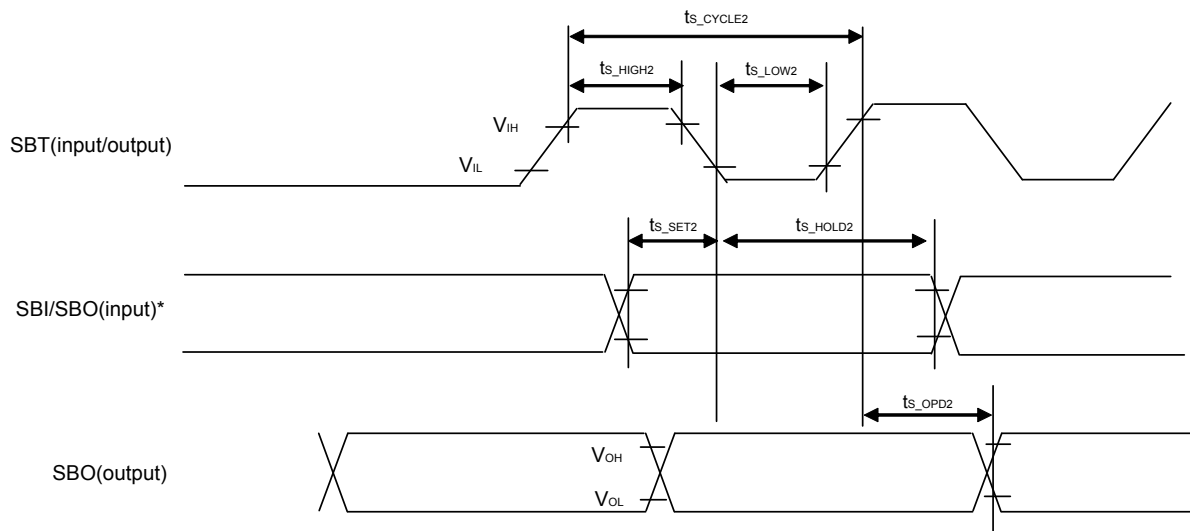 tS_CYCLE2
tS_HIGH2
tS_LOW2
VIH
SBT(input/output)
VIL
tS_SET2
tS_HOLD2
SBI/SBO(input)*
tS_OPD2
VOH
SBO(output)
VOL